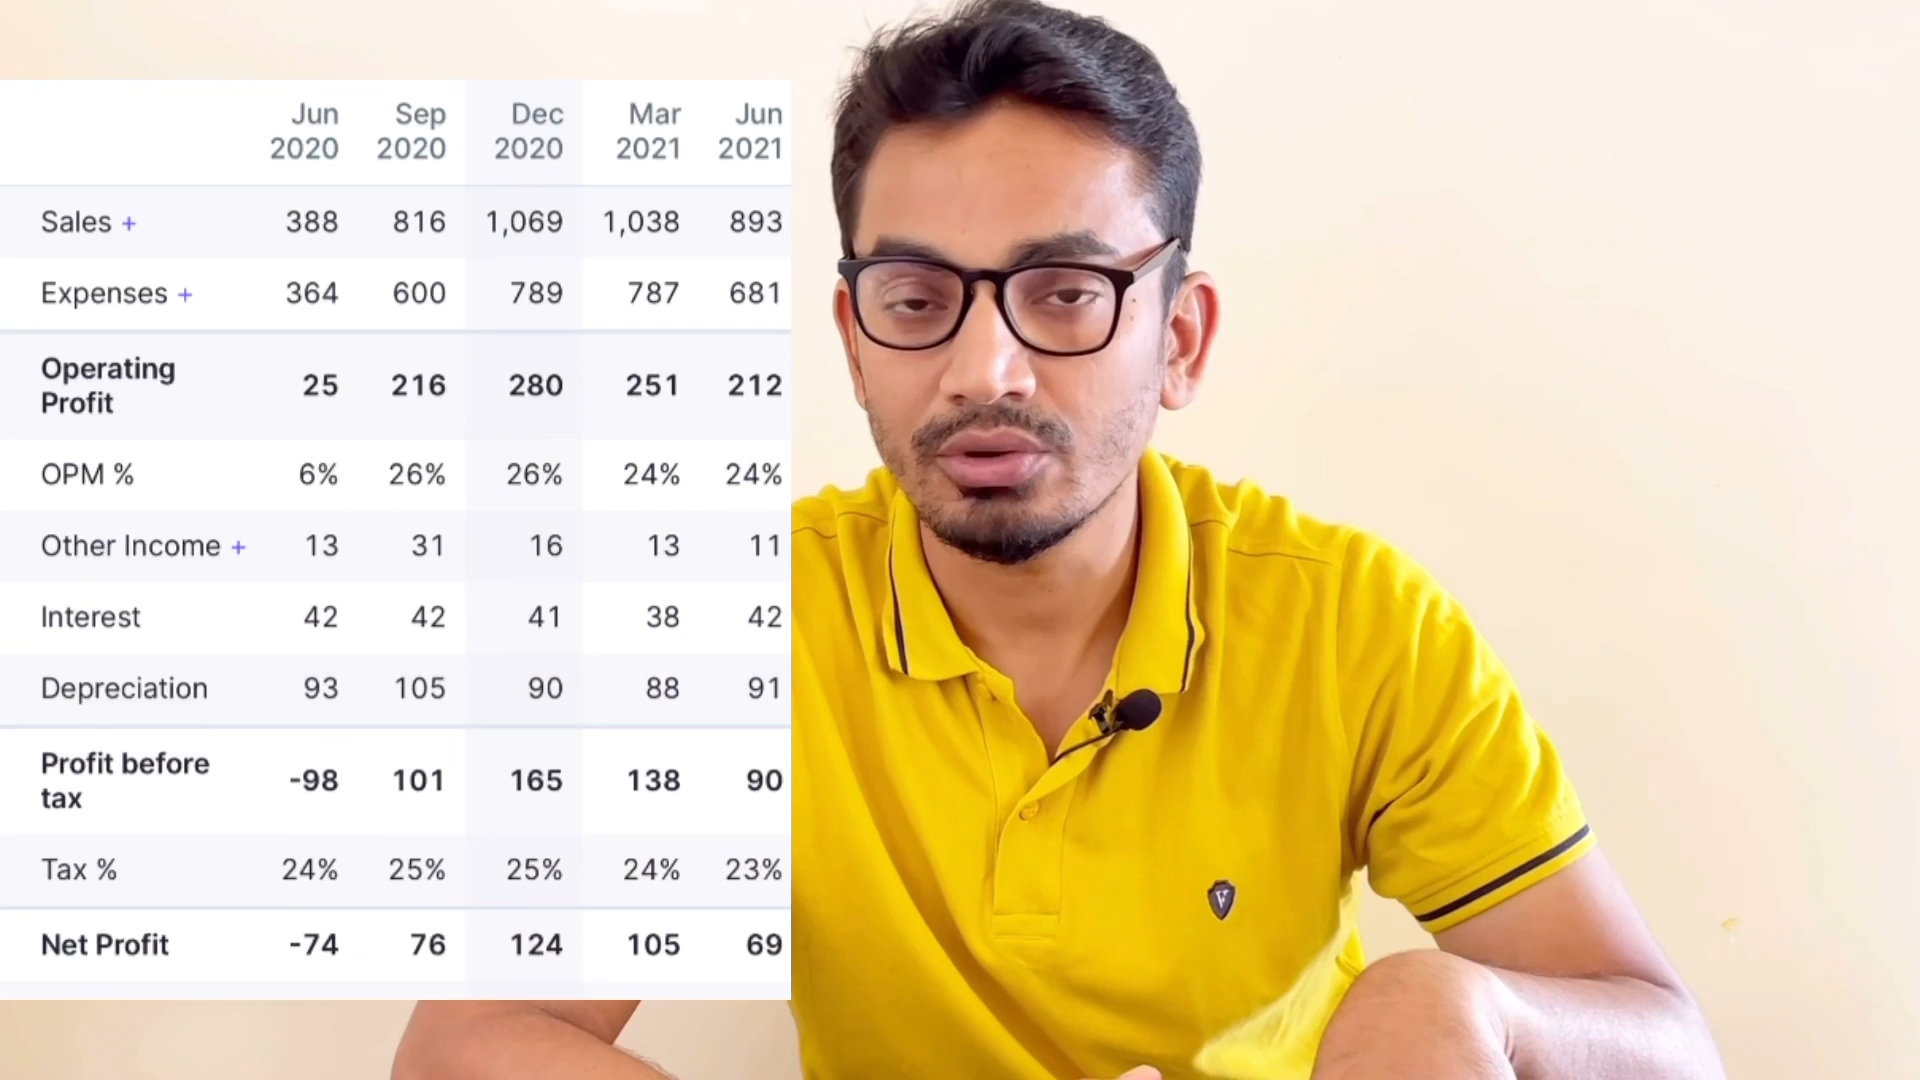 Jun Sep Dec Mar Jun
2020 2020 2020 2021 2021
Sales + 388 816 1,069 1,038 893
Expenses + 364 600 789 787 681
Operating
Profit 25 216 280 251 212
OPM % 6% 26% 26% 24% 24%
Other Income + 13 31 16 13 11
Interest 42 42 41 38 42
Depreciation 93 105 90 88 91
Profit before
tax -98 101 165 138 90
Tax % 24% 25% 25% 24% 23%
Net Profit -74 76 124 105 69
V